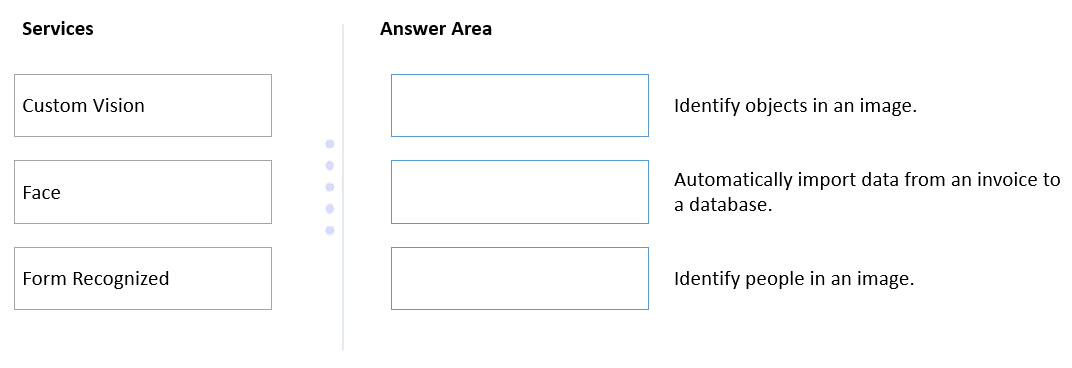 Services
Answer Area
Custom Vision
Identify objects in an image.
Face
Automatically import data from an invoice to
a database.
Form Recognized
Identify people in an image.